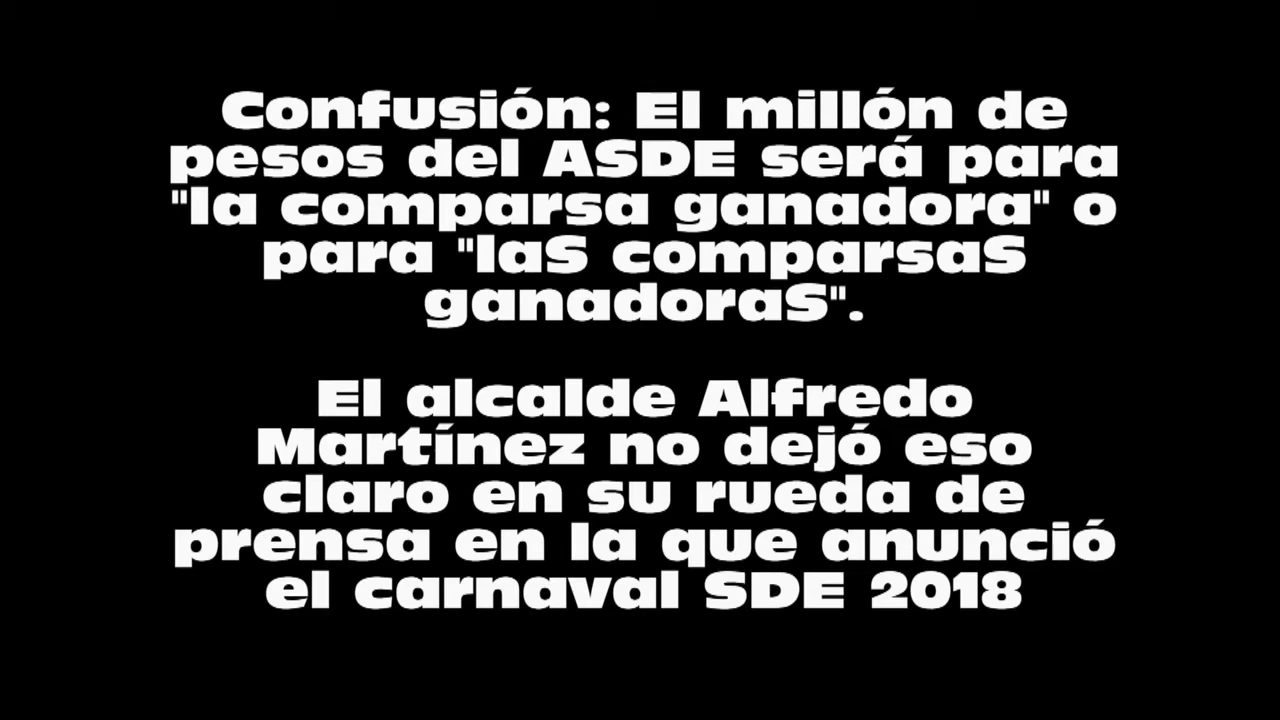 Confusión: El millón de
pesos del ASDE será para
"la comparsa ganadora" o
para "laS comparsaS
ganadoraS".
El alcalde Alfredo
Martínez no dejó eso
claro en su rueda de
prensa en la que anunció
el carnaval SDE 2018